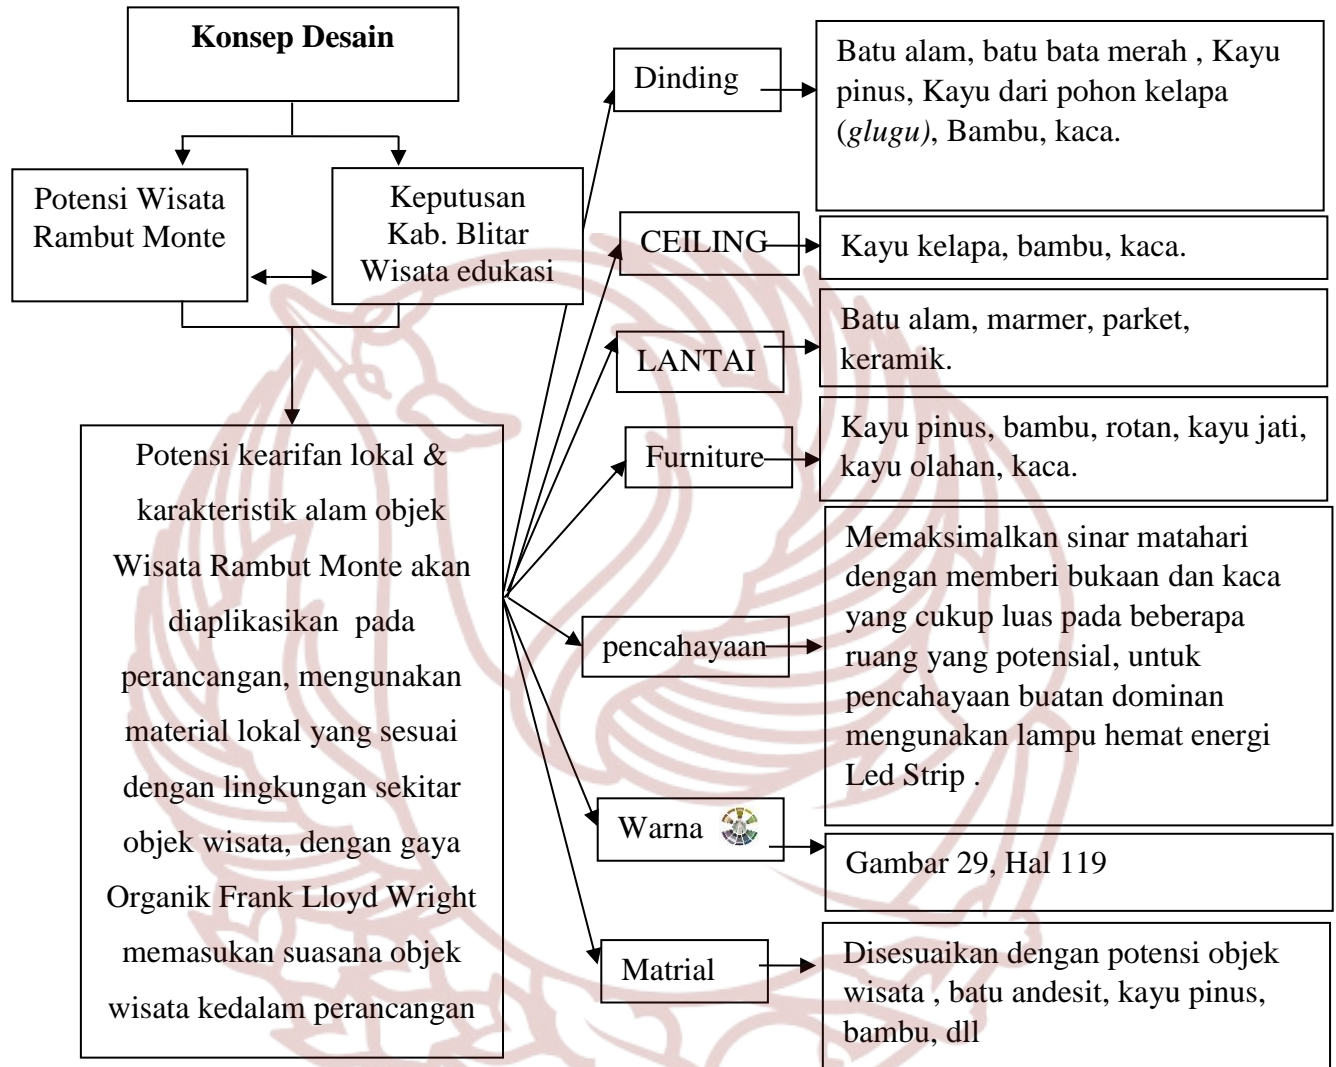 Konsep Desain
Potensi Wisata
Rambut Monte
Keputusan
Kab. Blitar
Wisata edukasi
Potensi kearifan lokal &
karakteristik alam objek
Wisata Rambut Monte akan
diaplikasikan pada
perancangan, mengunakan
material lokal yang sesuai
dengan lingkungan sekitar
objek wisata, dengan gaya
Organik Frank Lloyd Wright
memasukan suasana objek
wisata kedalam perancangan
Dinding
Batu alam, batu bata merah , Kayu
pinus, Kayu dari pohon kelapa
(glugu), Bambu, kaca.
CEILING
Kayu kelapa, bambu, kaca.
LANTAI
Batu alam, marmer, parket,
keramik.
Furniture
Kayu pinus, bambu, rotan, kayu jati,
kayu olahan, kaca.
pencahayaan
Memaksimalkan sinar matahari
dengan memberi bukaan dan kaca
yang cukup luas pada beberapa
ruang yang potensial, untuk
pencahayaan buatan dominan
mengunakan lampu hemat energi
Led Strip .
Warna
Gambar 29, Hal 119
Matrial
Disesuaikan dengan potensi objek
wisata , batu andesit, kayu pinus,
bambu, dll